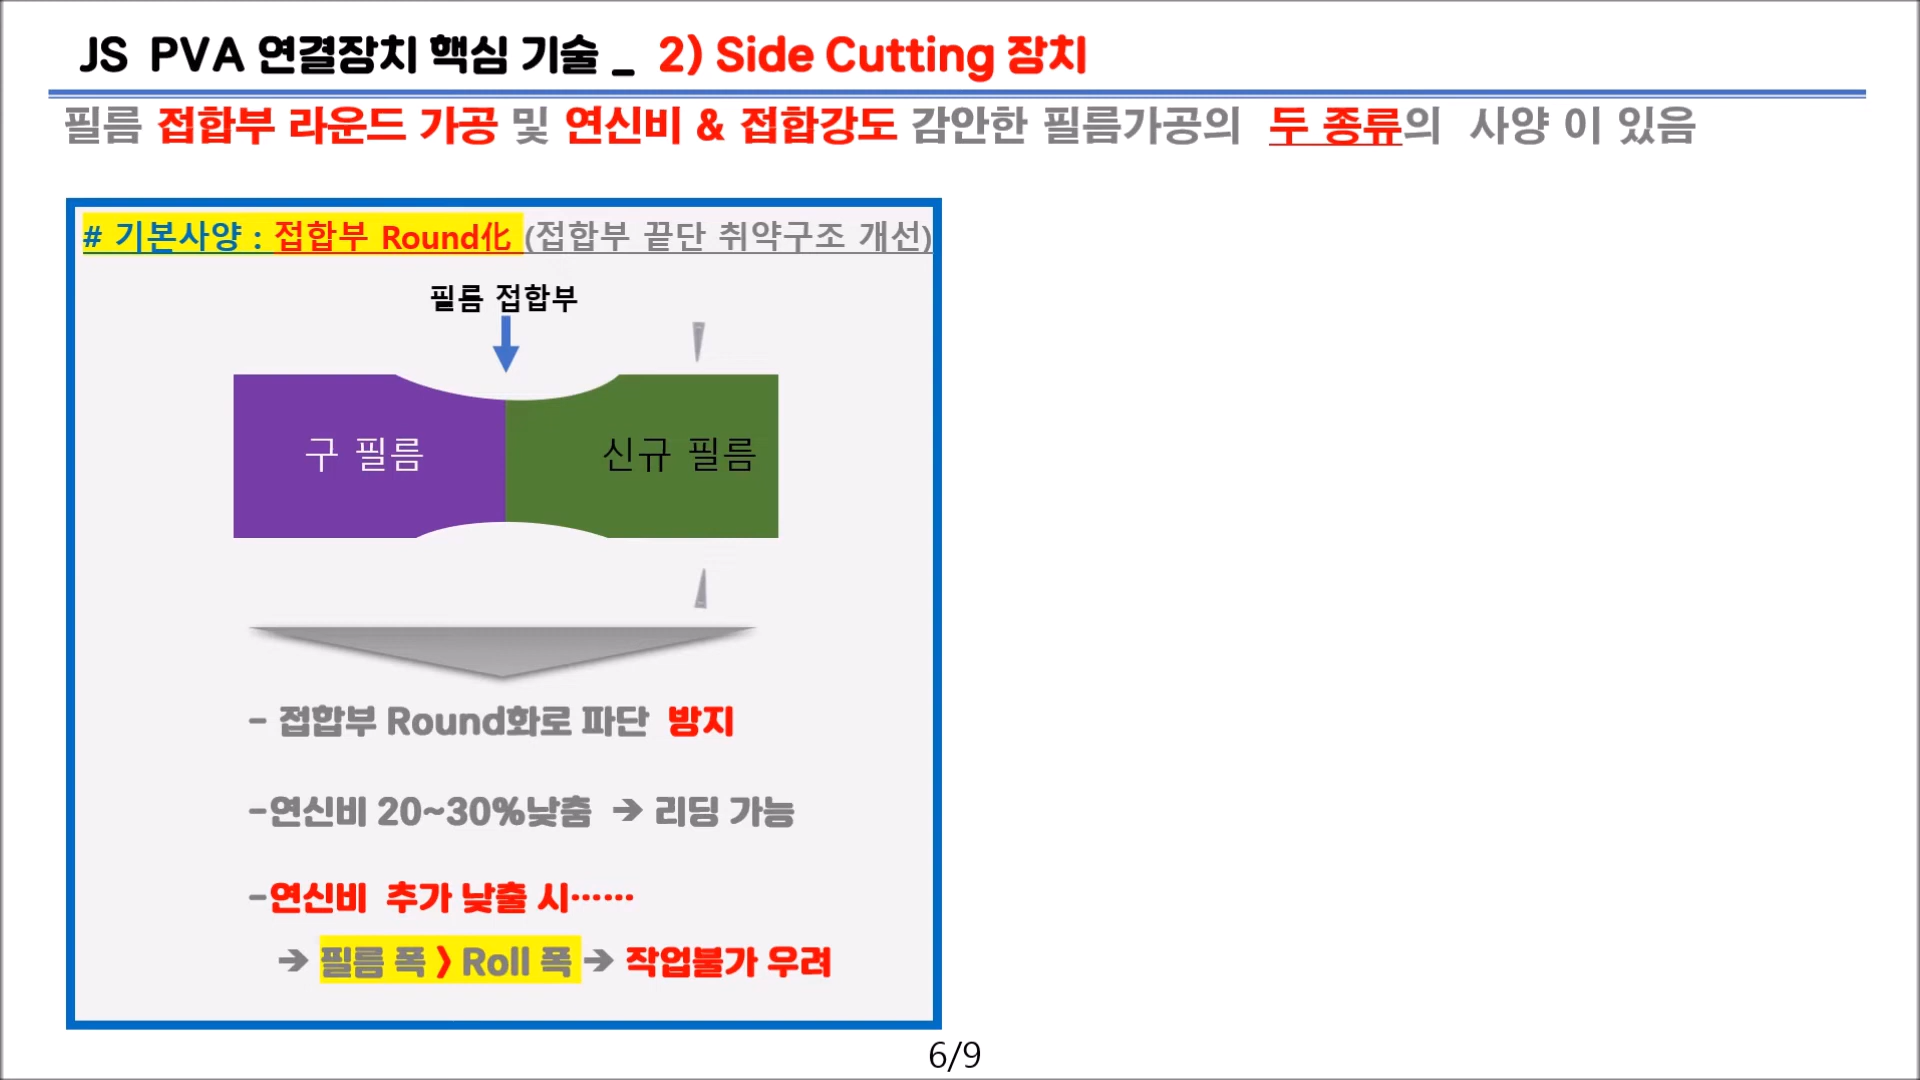 JS PVA 연결장치 핵심 기술 _ 2) Side Cutting 장치
필름 접합부 라운드 가공 및 연신비 & 접합강도 감안한 필름가공의 두 종류의 사양 이 있음
# 기본사양 : 접합부 Round化 (접합부 끝단 취약구조 개선)
필름 접합부
구 필름
신규 필름
- 접합부 Round화로 파단 방지
-연신비 20~30%낮춤 → 리딩 가능
-연신비 추가 낮출 시……
→ 필름 폭 > Roll 폭 → 작업불가 우려
6/9